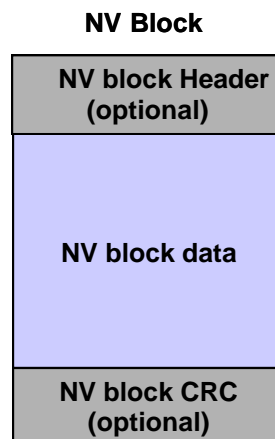 NV Block
NV block Header
(optional)
NV block data
NV block CRC
(optional)